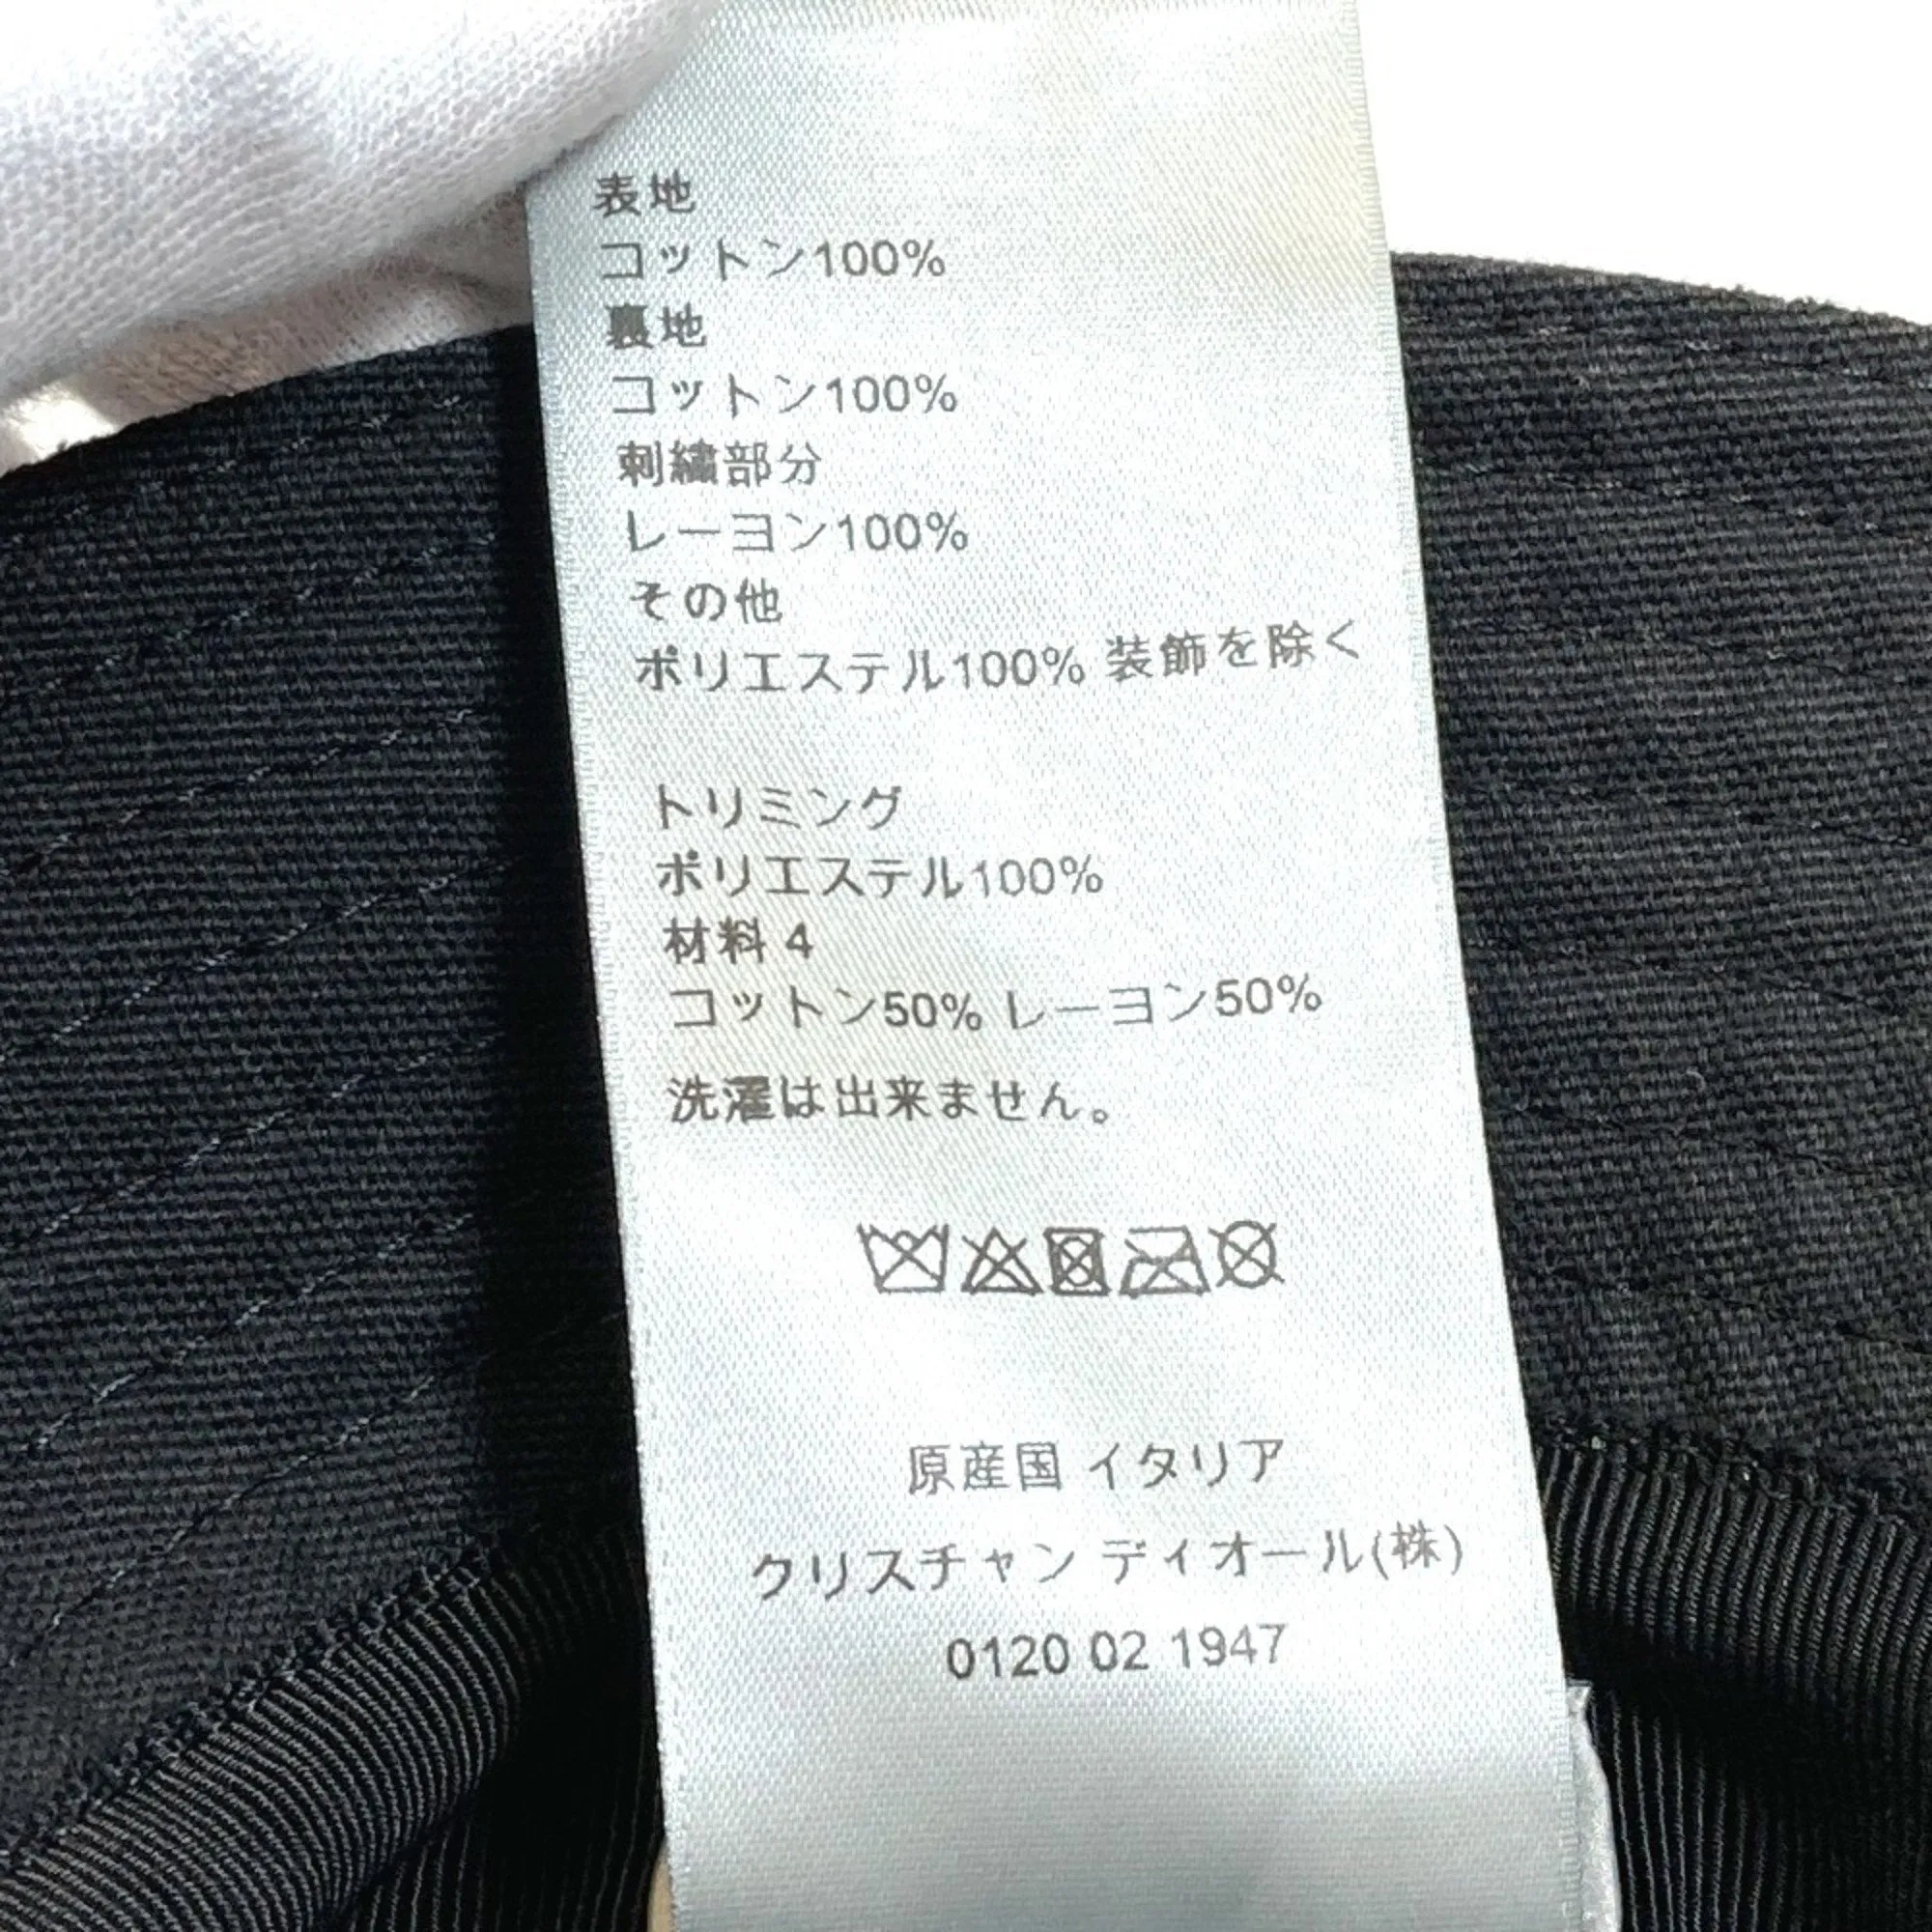 表地
コットン100%
裏地
コットン100%
刺繍部分
レーヨン100%
その他
ポリエステル100% 装飾を除く
トリミング
ポリエステル100%
材料 4
コットン50% レーヨン50%
洗濯は出来ません。
原産国 イタリア
クリスチャン ディオール(株)
0120 02 1947